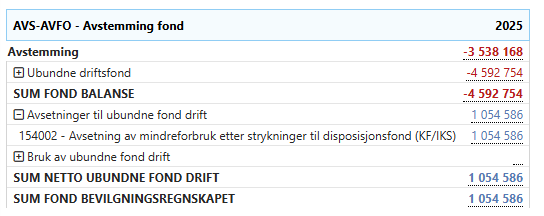 AVS-AVFO - Avstemming fond 2025
Avstemming -3 538 168
Ubundne driftsfond -4 592 754
SUM FOND BALANSE -4 592 754
Avsetninger til ubundne fond drift 1 054 586
154002 - Avsetning av mindreforbruk etter strykninger til disposisjonsfond (KF/IKS) 1 054 586
Bruk av ubundne fond drift ...
SUM NETTO UBUNDNE FOND DRIFT 1 054 586
SUM FOND BEVILGNINGSREGNSKAPET 1 054 586